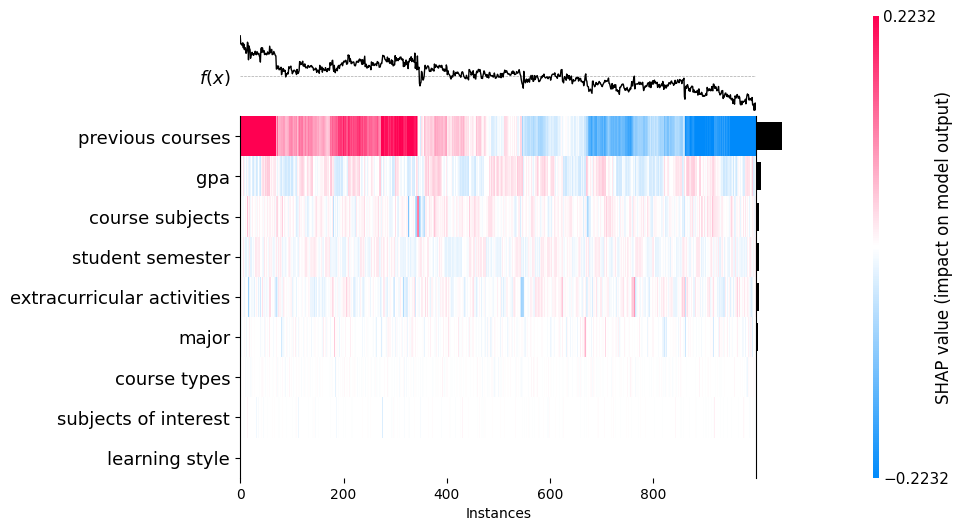 0.2232
f(x)
previous courses
gpa
course subjects
student semester
extracurricular activities
major
course types
subjects of interest
learning style
0 200 400 600 800
Instances
−0.2232
SHAP value (impact on model output)